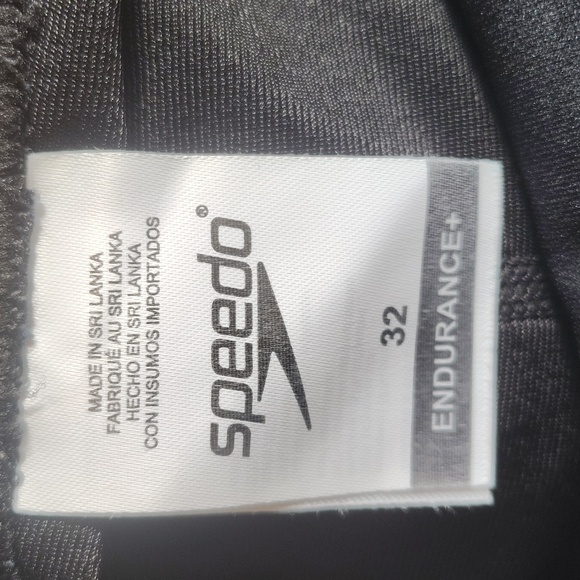 MADE IN SRI LANKA
FABRIQUÉ AU SRI LANKA
HECHO EN SRI LANKA
CON INSUMOS IMPORTADOS
speedo®
32
ENDURANCE+